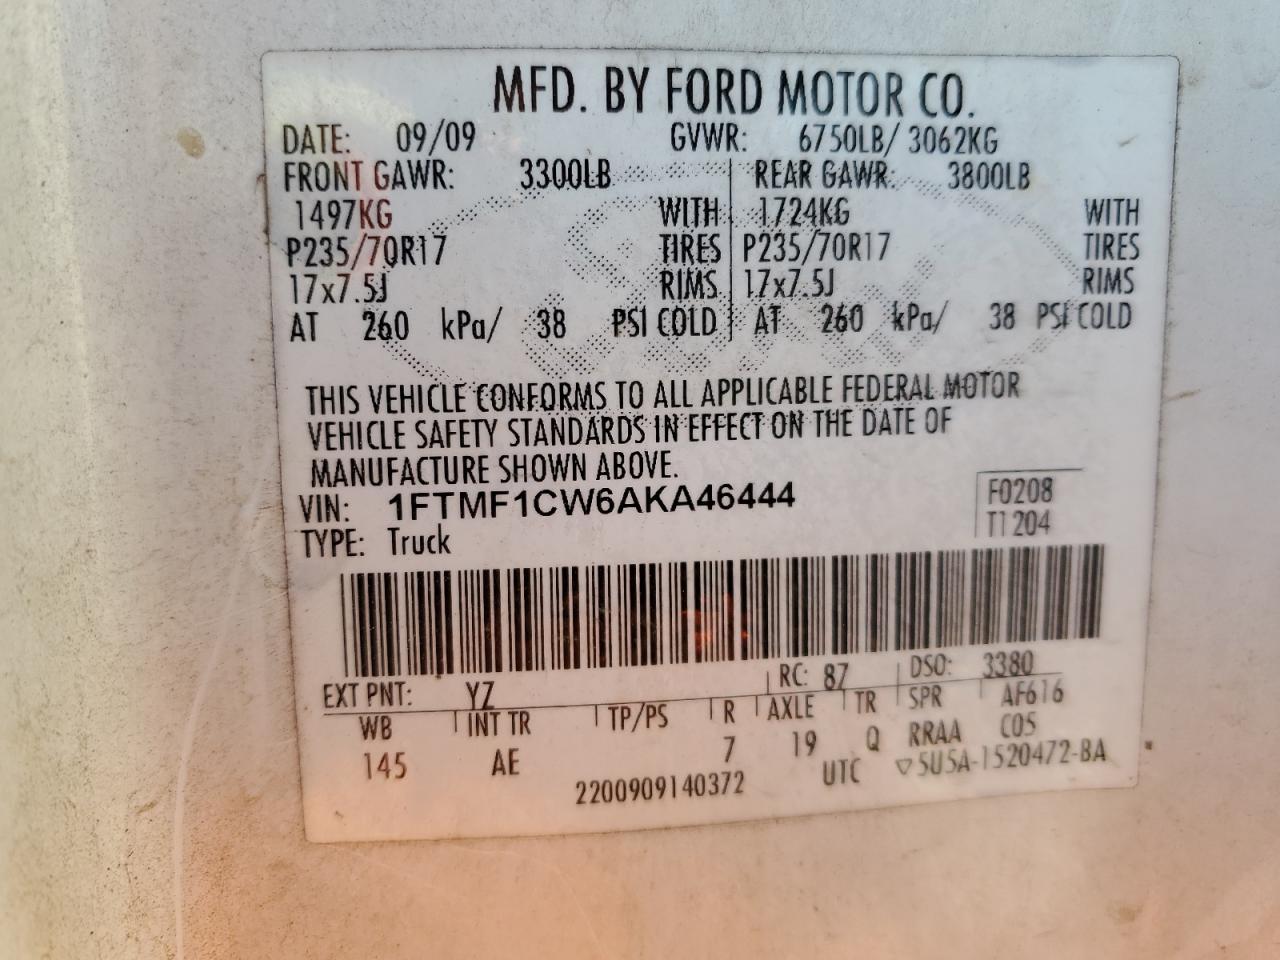 MFD. BY FORD MOTOR CO.
DATE: 09/09 GVWR: 6750LB/ 3062KG
FRONT GAWR: 3300LB REAR GAWR: 3800LB
1497KG WITH 1724KG WITH
P235/70R17 TIRES P235/70R17 TIRES
17x7.5J RIMS 17x7.5J RIMS
AT 260 kPa/ 38 PSI COLD AT 260 kPa/ 38 PSI COLD
THIS VEHICLE CONFORMS TO ALL APPLICABLE FEDERAL MOTOR
VEHICLE SAFETY STANDARDS IN EFFECT ON THE DATE OF
MANUFACTURE SHOWN ABOVE.
VIN: 1FTMF1CW6AKA46444 F0208
TYPE: Truck T1204
EXT PNT: YZ RC: 87 DSO: 3380
WB INT TR TP/PS R AXLE TR SPR AF616
145 AE 7 19 Q RRAA C05
2200909140372 UTC ▽5U5A-1520472-BA